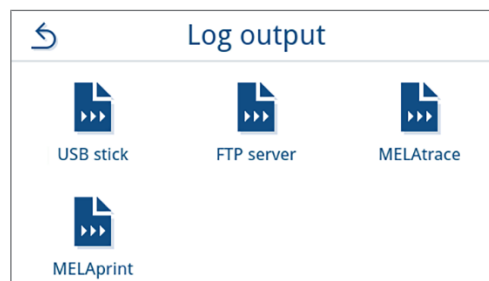 Log output
USB stick
FTP server
MELAtrace
MELAprint